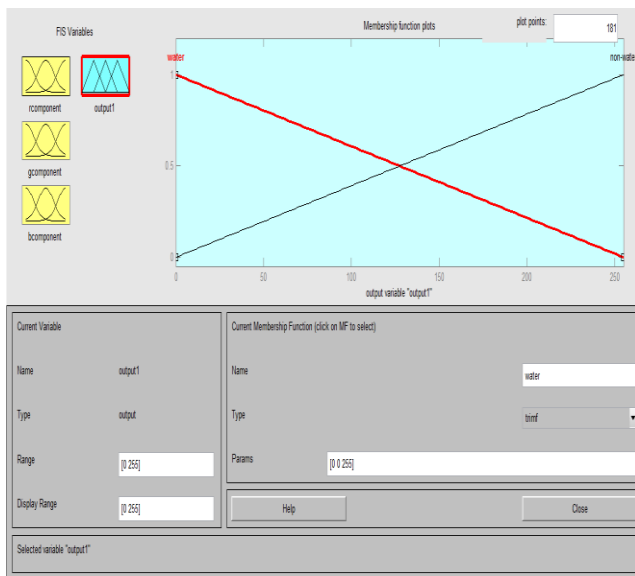 FIS Variables
Membership function plots
plot points:
181
rcomponent
output1
gcomponent
bcomponent
water
non-wate
1
0.5
0
0
50
100
150
200
250
output variable "output1"
Current Variable
Name
output1
Type
output
Range
[0 255]
Display Range
[0 255]
Current Membership Function (click on MF to select)
Name
water
Type
trimf
Params
[0 0 255]
Help
Close
Selected variable "output1"